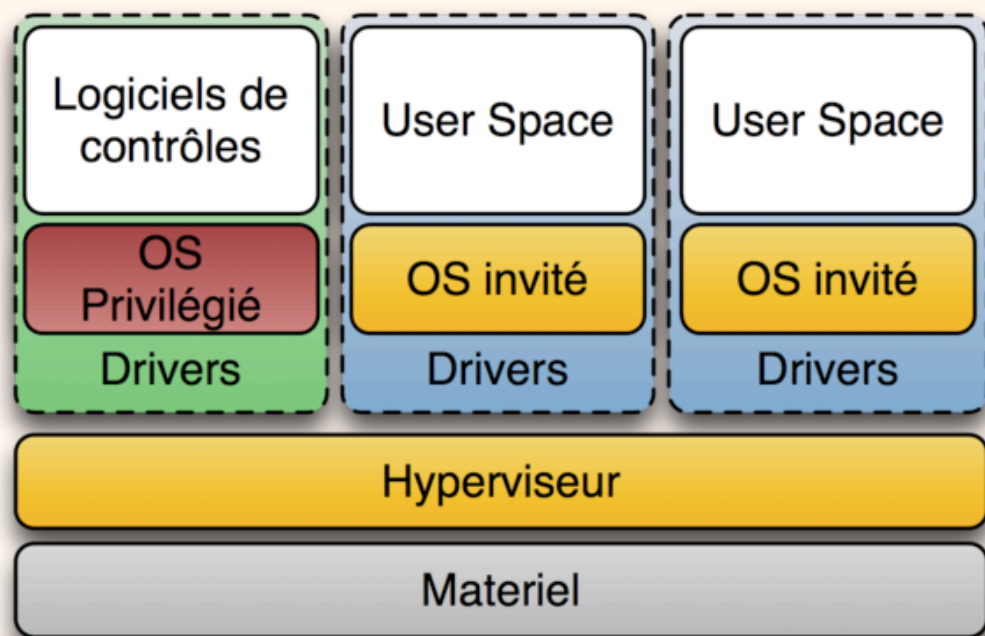 Logiciels de
contrôles
User Space
User Space
OS
Privilégié
OS invité
OS invité
Drivers
Drivers
Drivers
Hyperviseur
Materiel